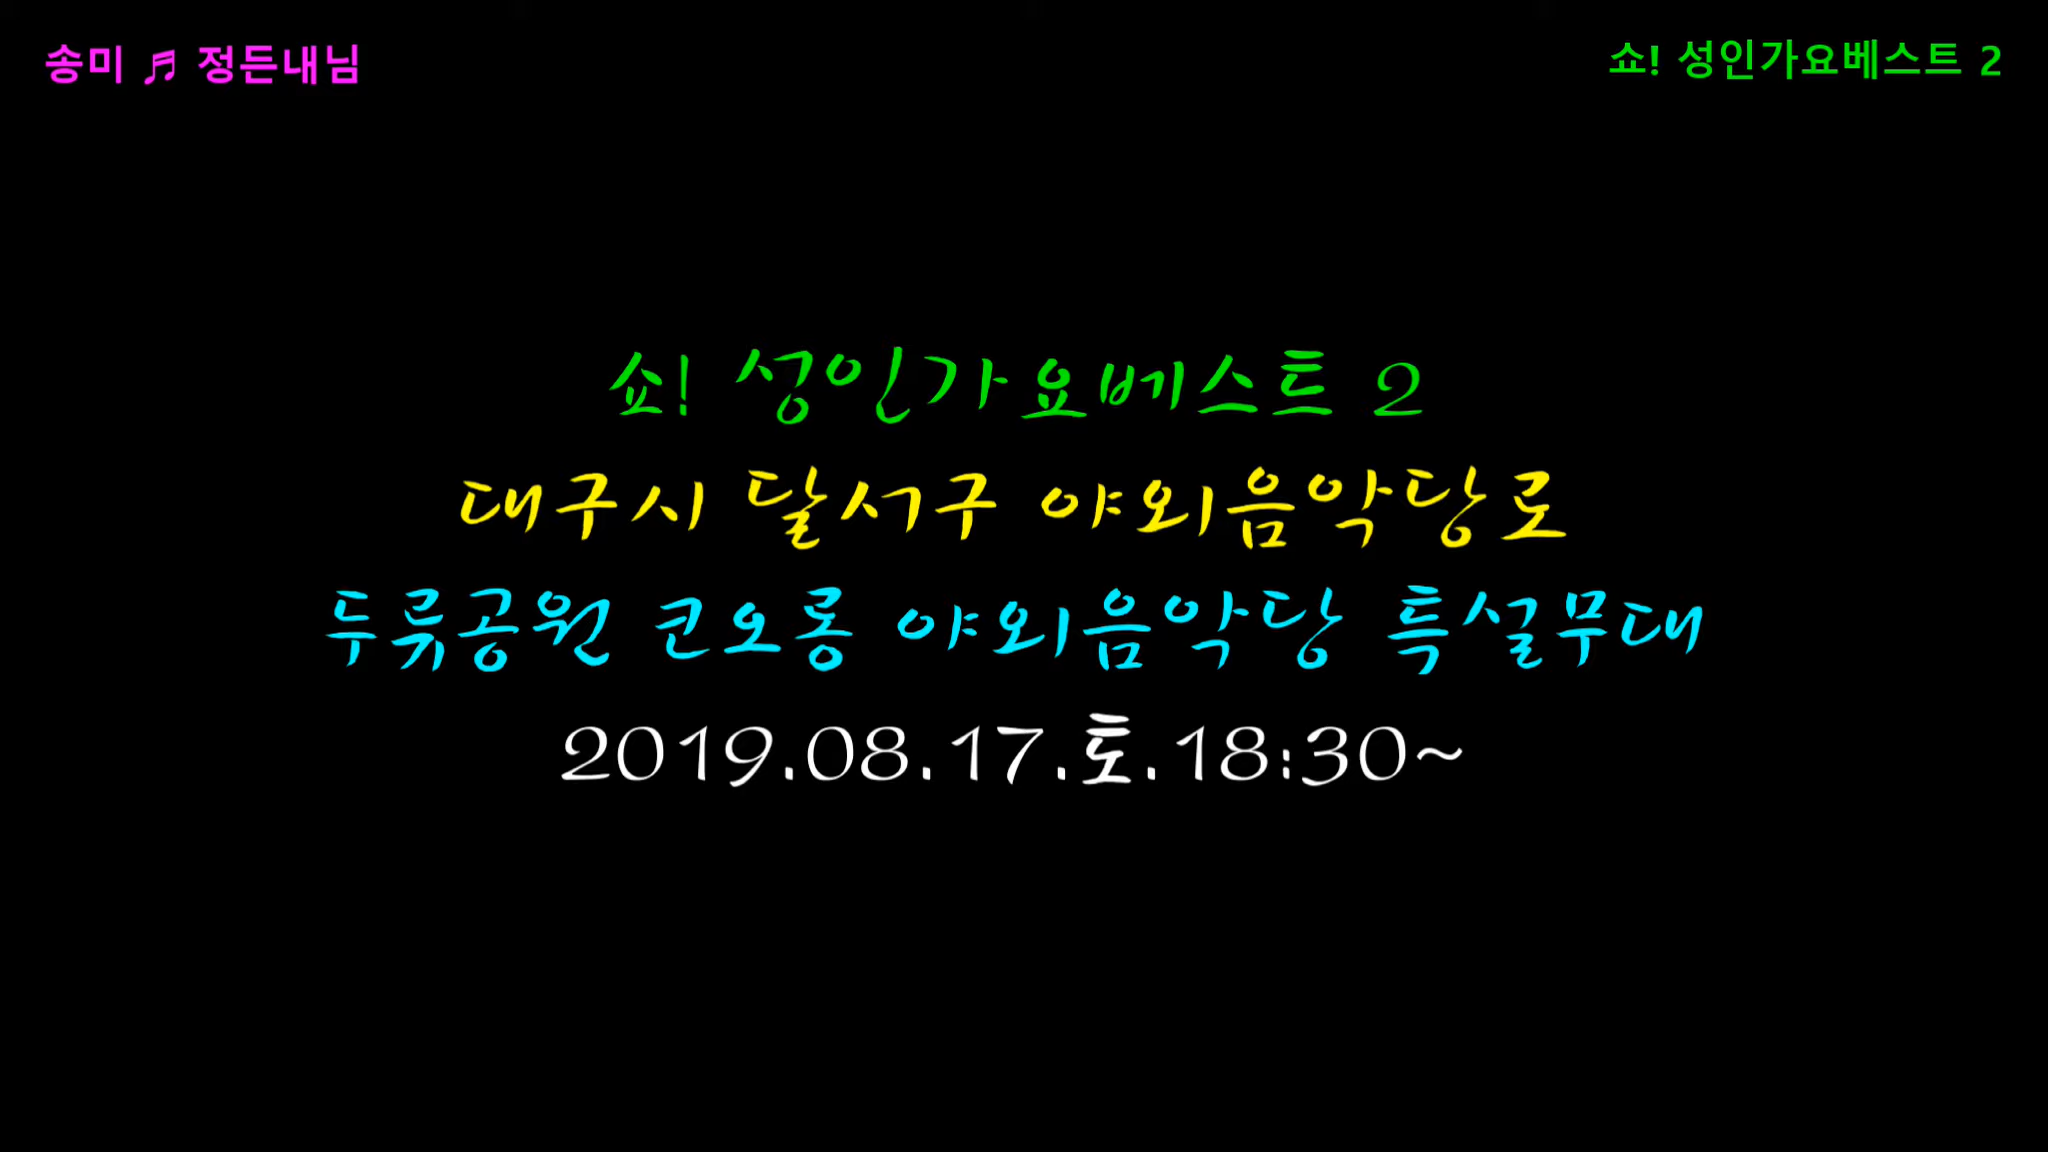 송미 ♬ 정든내님
쇼! 성인가요베스트 2
쇼! 성인가요베스트 2
대구시 달서구 야외음악당로
두류공원 코오롱 야외음악당 특설무대
2019.08.17.토.18:30~